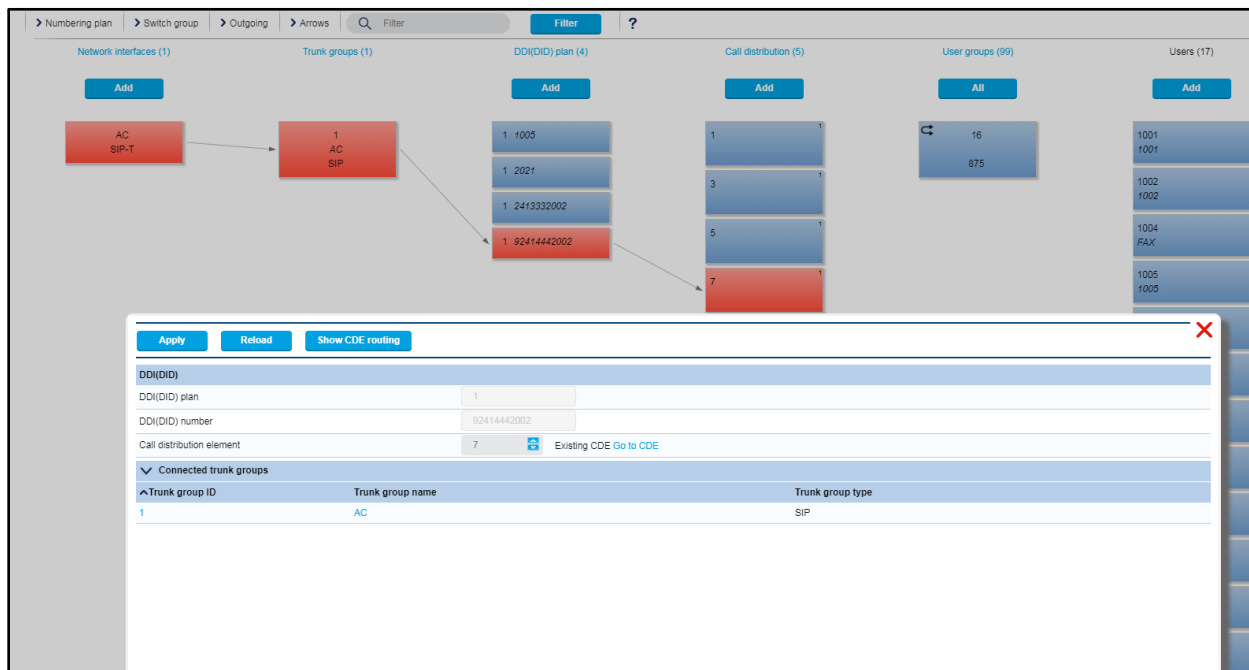 Numbering plan Switch group Outgoing Arrows Filter Filter ?
Network interfaces (1) Trunk groups (1) DDI(DID) plan (4) Call distribution (5) User groups (99) Users (17)
Add Add Add All Add
AC
SIP-T
1
AC
SIP
1 1005
1 2021
1 2413332002
1 92414442002
1 1
3 1
5 1
7 1
16
875
1001
1001
1002
1002
1004
FAX
1005
1005
Apply Reload Show CDE routing
DDI(DID)
DDI(DID) plan 1
DDI(DID) number 92414442002
Call distribution element 7 Existing CDE Go to CDE
Connected trunk groups
Trunk group ID Trunk group name Trunk group type
1 AC SIP